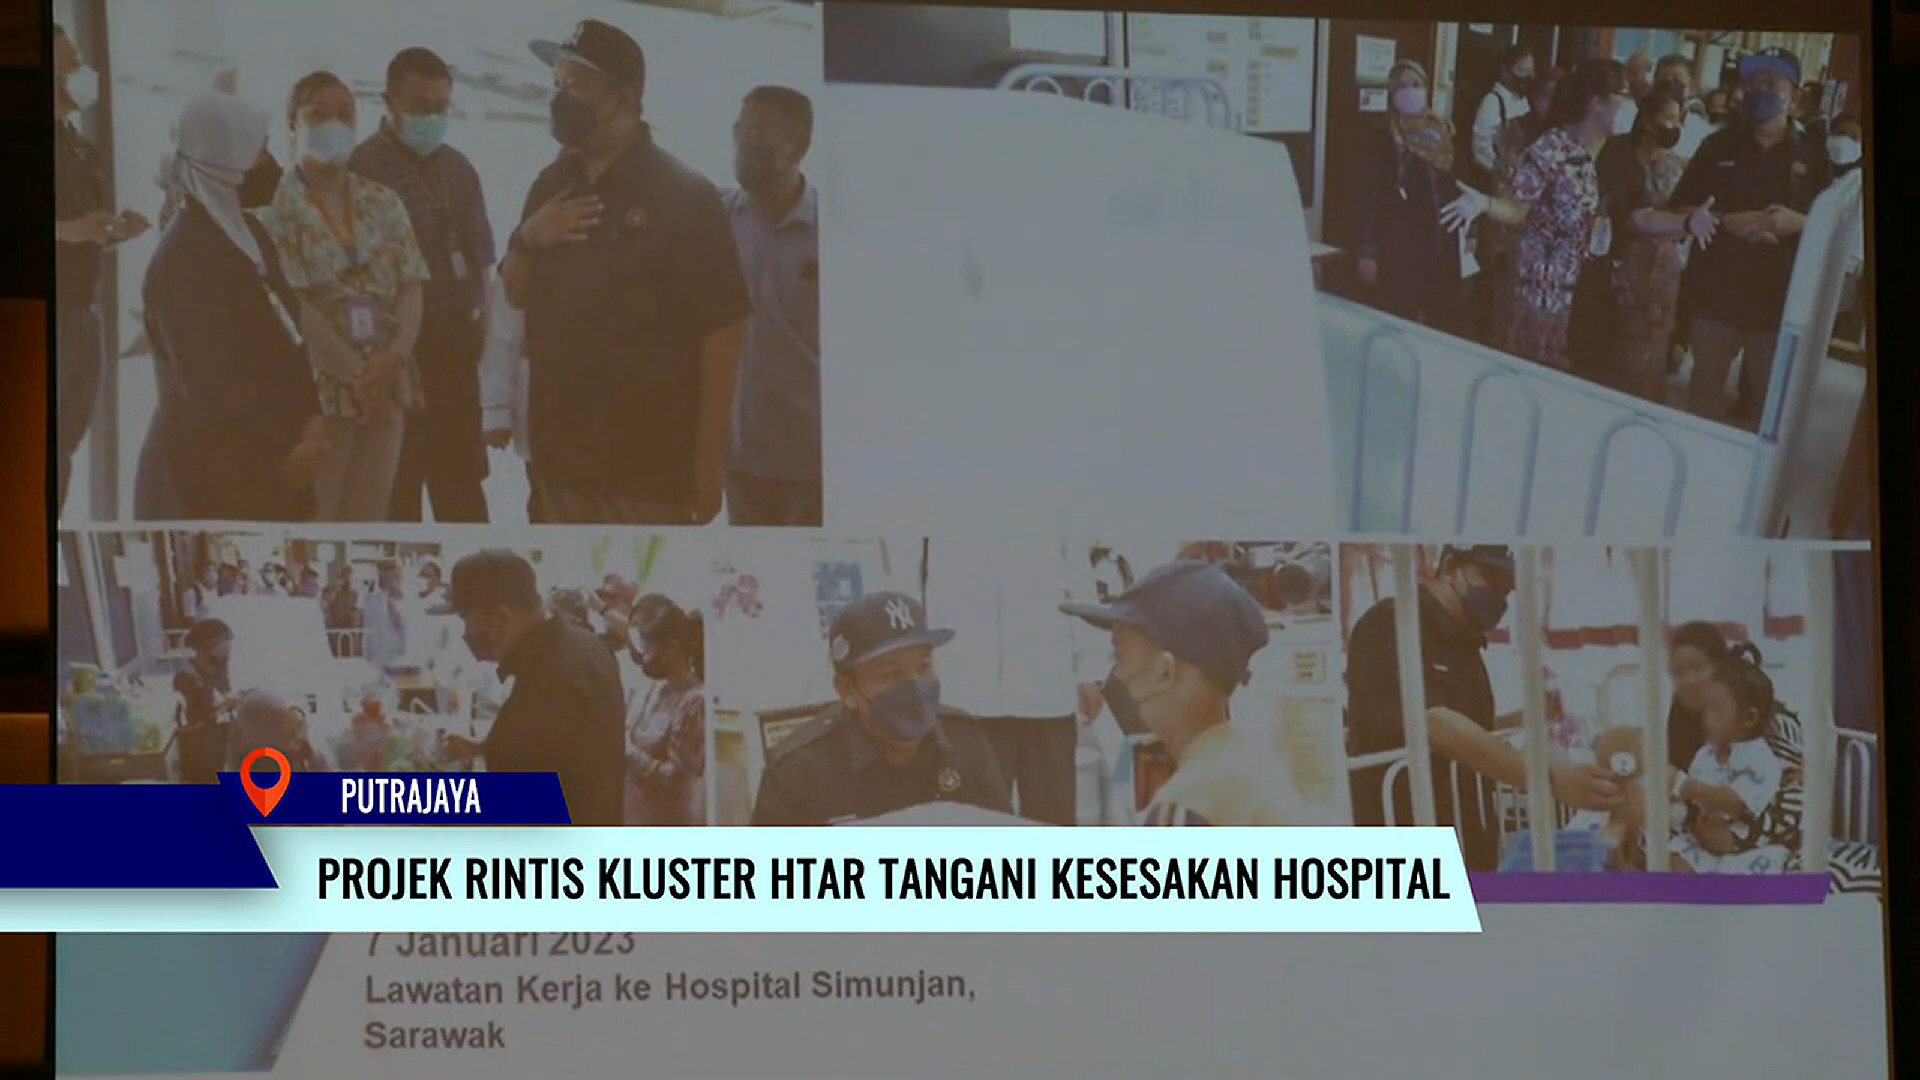 PUTRAJAYA
PROJEK RINTIS KLUSTER HTAR TANGANI KESESAKAN HOSPITAL
7 Januari 2023
Lawatan Kerja ke Hospital Simunjan,
Sarawak